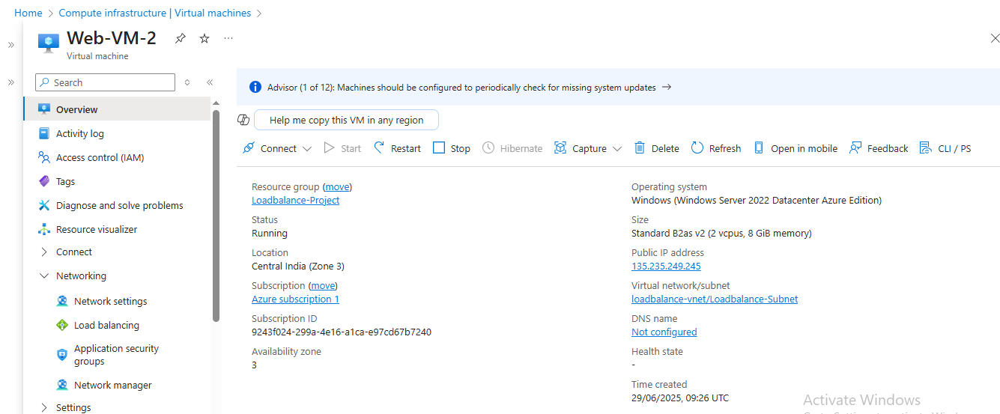 Home > Compute infrastructure | Virtual machines >
Web-VM-2
Virtual machine
Search
Overview
Activity log
Access control (IAM)
Tags
Diagnose and solve problems
Resource visualizer
Connect
Networking
Network settings
Load balancing
Application security
groups
Network manager
Settings
Advisor (1 of 12): Machines should be configured to periodically check for missing system updates →
Help me copy this VM in any region
Connect Start Restart Stop Hibernate Capture Delete Refresh Open in mobile Feedback CLI / PS
Resource group (move)
Loadbalance-Project
Status
Running
Location
Central India (Zone 3)
Subscription (move)
Azure subscription 1
Subscription ID
9243f024-299a-4e16-a1ca-e97cd67b7240
Availability zone
3
Operating system
Windows (Windows Server 2022 Datacenter Azure Edition)
Size
Standard B2as v2 (2 vcpus, 8 GiB memory)
Public IP address
135.235.249.245
Virtual network/subnet
loadbalance-vnet/Loadbalance-Subnet
DNS name
Not configured
Health state
-
Time created
29/06/2025, 09:26 UTC
Activate Windows